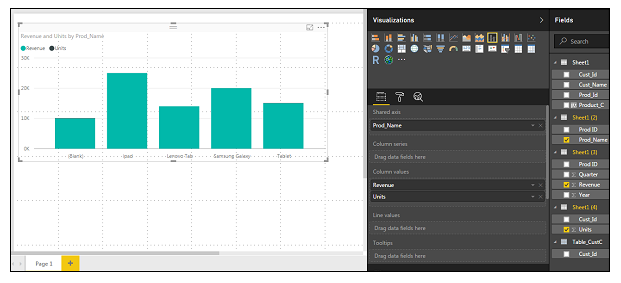 Revenue and Units by Prod_Name
Revenue Units
30K
20K
10K
0K
(Blank) Ipad Lenovo Tab Samsung Galaxy Tablet
Page 1
Visualizations
R
Shared axis
Prod_Name
Column series
Drag data fields here
Column values
Revenue
Units
Line values
Drag data fields here
Tooltips
Drag data fields here
Fields
Search
Sheet1
Cust_Id
Cust_Name
Prod_Id
Product_C
Sheet1 (2)
Prod ID
Prod_Name
Sheet1 (3)
Prod ID
Σ Quarter
Σ Revenue
Σ Year
Sheet1 (4)
Cust_Id
Σ Units
Table_CustC
Cust_Id